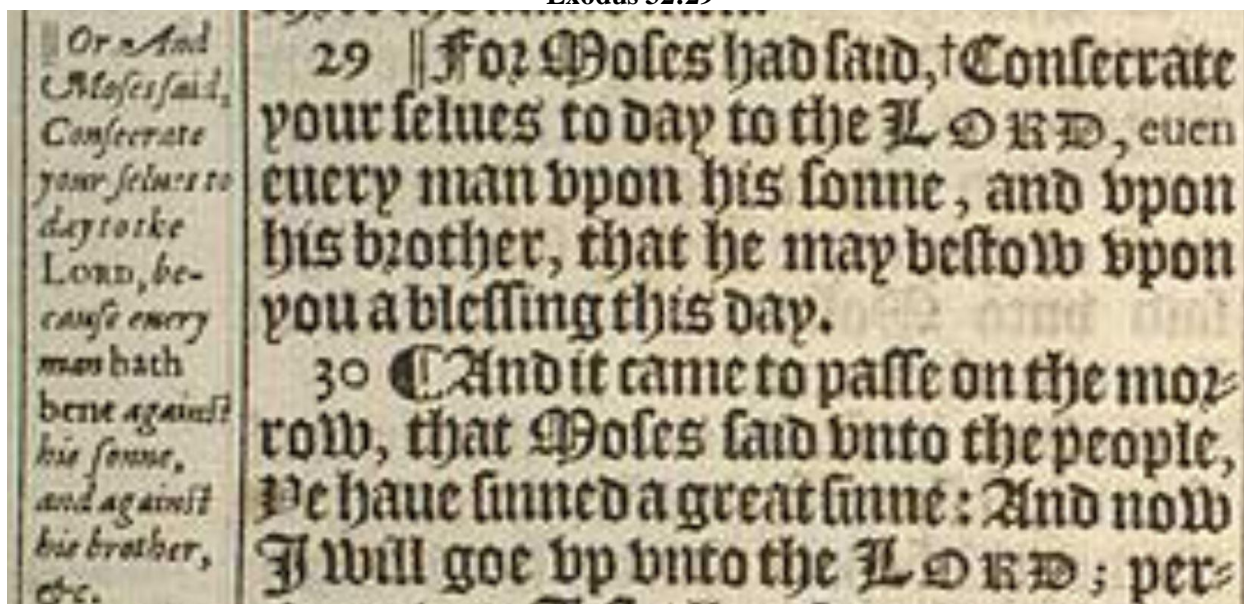 Exodus 32:29
|| Or And
Moses said,
Consecrate
your selues to
day to the
LORD, be-
cause euery
man hath
bene against
his sonne,
and against
his brother,
&c.
29 ||For Moſes had ſaid, †Conſecrate
your ſelues to day to the LORD, euen
euery man vpon his ſonne, and vpon
his brother, that he may beſtow vpon
you a bleſſing this day.
30 ¶And it came to paſſe on the mor⸗
row, that Moſes ſaid vnto the people,
Ye haue ſinned a great ſinne: And now
I will goe vp vnto the LORD; per⸗